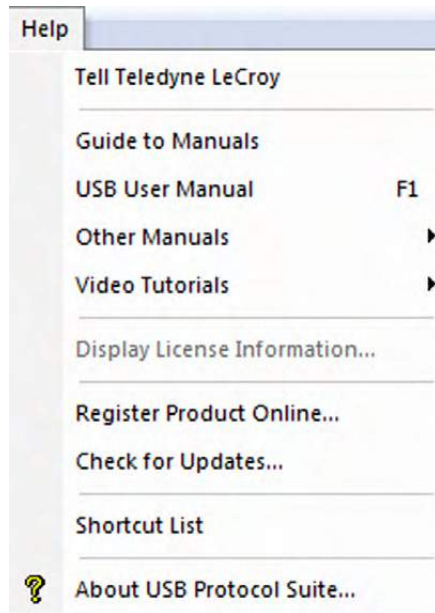 Help
Tell Teledyne LeCroy
Guide to Manuals
USB User Manual F1
Other Manuals
Video Tutorials
Display License Information...
Register Product Online...
Check for Updates...
Shortcut List
About USB Protocol Suite...